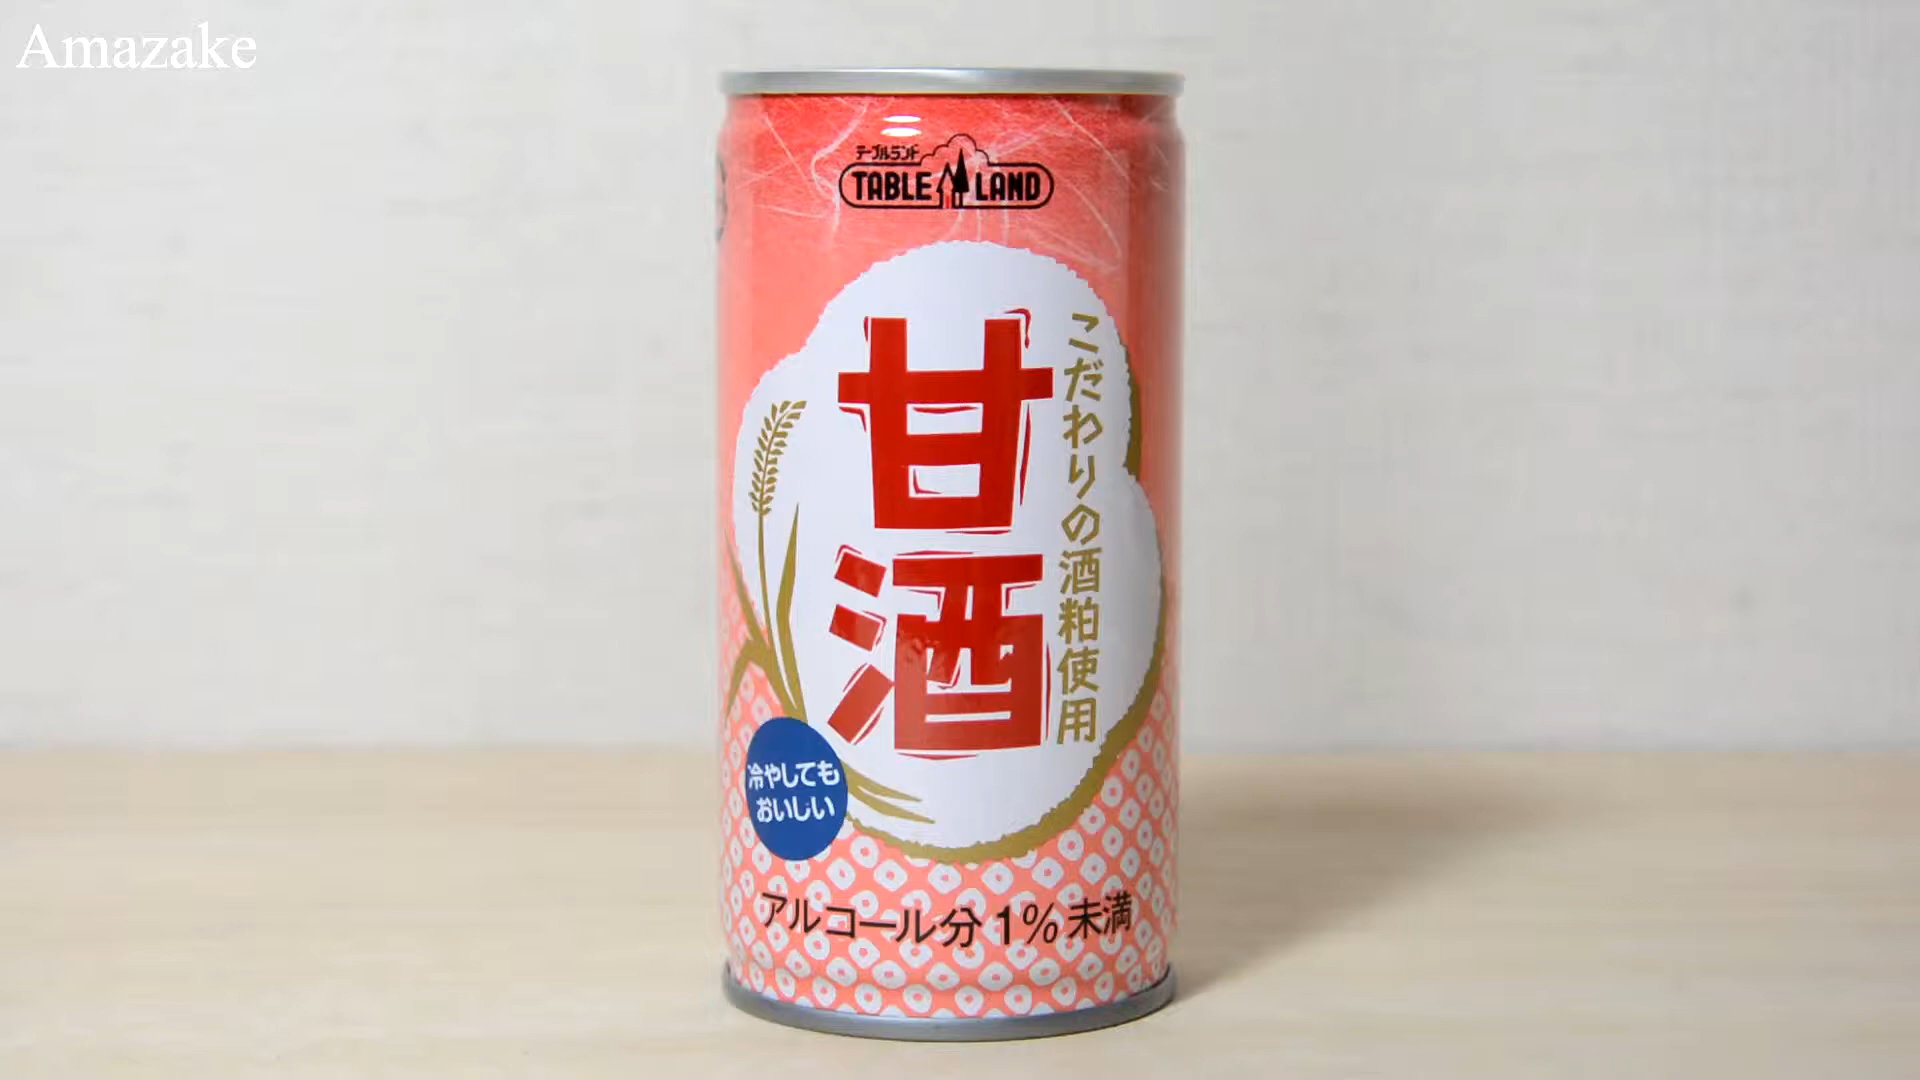 Amazake
テーブルランド
TABLE LAND
甘酒
こだわりの酒粕使用
冷やしても
おいしい
アルコール分1%未満